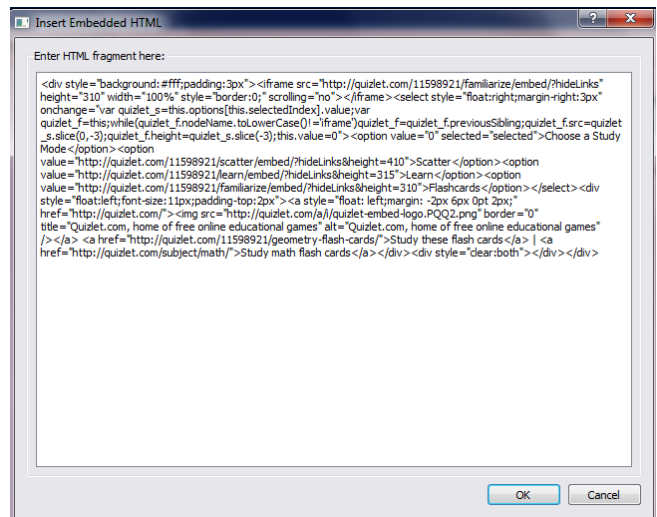 Insert Embedded HTML
Enter HTML fragment here:
<div style="background:#fff;padding:3px"><iframe src="http://quizlet.com/11598921/familiarize/embed/?hideLinks"
height="310" width="100%" style="border:0;" scrolling="no"></iframe><select style="float:right;margin-right:3px"
onchange="var quizlet_s=this.options[this.selectedIndex].value;var
quizlet_f=this;while(quizlet_f.nodeName.toLowerCase()!='iframe')quizlet_f=quizlet_f.previousSibling;quizlet_f.src=quizlet
_s.slice(0,-3);quizlet_f.height=quizlet_s.slice(-3);this.value=0"><option value="0" selected="selected">Choose a Study
Mode</option><option
value="http://quizlet.com/11598921/scatter/embed/?hideLinks&height=410">Scatter</option><option
value="http://quizlet.com/11598921/learn/embed/?hideLinks&height=315">Learn</option><option
value="http://quizlet.com/11598921/familiarize/embed/?hideLinks&height=310">Flashcards</option></select><div
style="float:left;font-size:11px;padding-top:2px"><a style="float: left;margin: -2px 6px 0pt 2px;"
href="http://quizlet.com/"><img src="http://quizlet.com/a/i/quizlet-embed-logo.PQQ2.png" border="0"
title="Quizlet.com, home of free online educational games" alt="Quizlet.com, home of free online educational games"
/></a> <a href="http://quizlet.com/11598921/geometry-flash-cards/">Study these flash cards</a> | <a
href="http://quizlet.com/subject/math/">Study math flash cards</a></div><div style="clear:both"></div></div>
OK Cancel